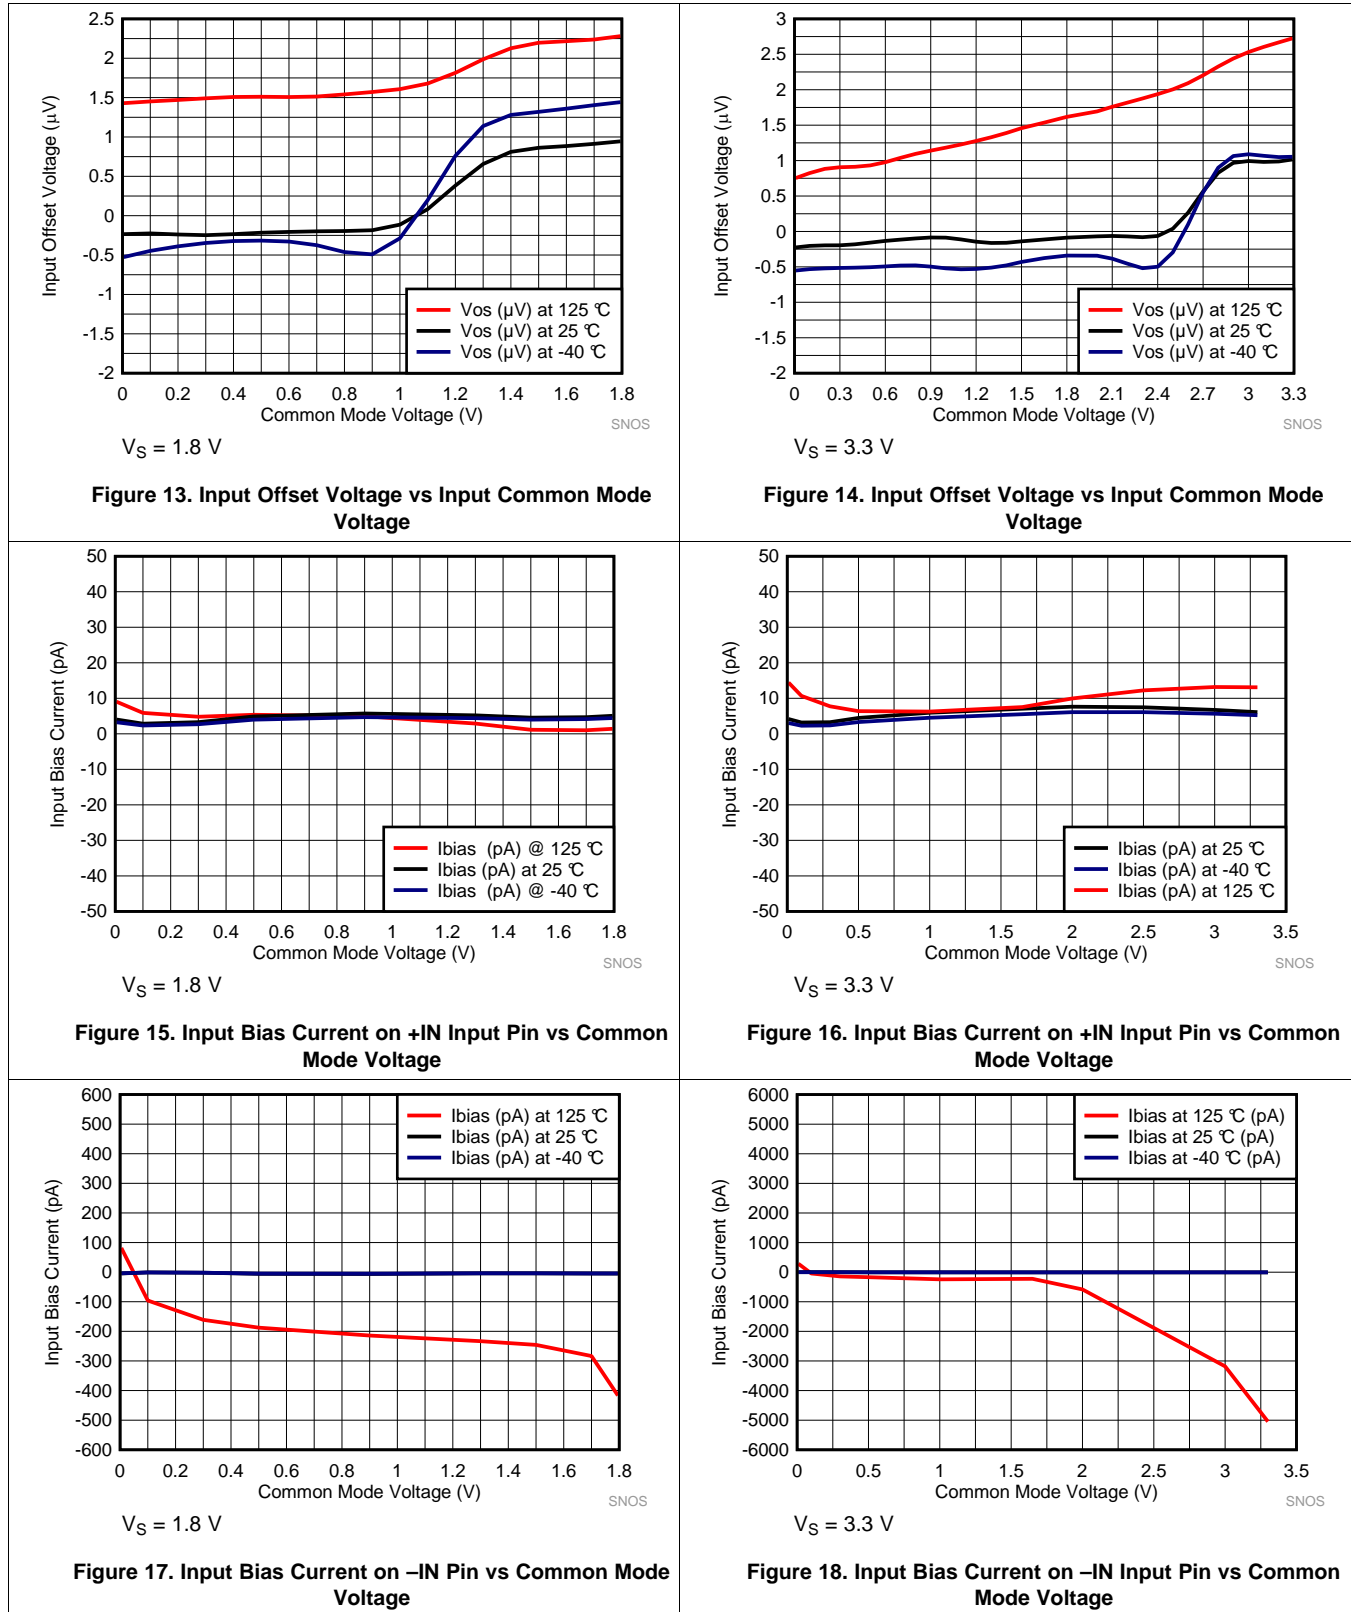 2.5
2
1.5
1
0.5
0
-0.5
-1
-1.5
-2
Input Offset Voltage (µV)
Vos (µV) at 125 °C
Vos (µV) at 25 °C
Vos (µV) at -40 °C
0 0.2 0.4 0.6 0.8 1 1.2 1.4 1.6 1.8
Common Mode Voltage (V)
SNOS
VS = 1.8 V
Figure 13. Input Offset Voltage vs Input Common Mode
Voltage
3
2.5
2
1.5
1
0.5
0
-0.5
-1
-1.5
-2
Input Offset Voltage (µV)
Vos (µV) at 125 °C
Vos (µV) at 25 °C
Vos (µV) at -40 °C
0 0.3 0.6 0.9 1.2 1.5 1.8 2.1 2.4 2.7 3 3.3
Common Mode Voltage (V)
SNOS
VS = 3.3 V
Figure 14. Input Offset Voltage vs Input Common Mode
Voltage
50
40
30
20
10
0
-10
-20
-30
-40
-50
Input Bias Current (pA)
Ibias (pA) @ 125 °C
Ibias (pA) at 25 °C
Ibias (pA) @ -40 °C
0 0.2 0.4 0.6 0.8 1 1.2 1.4 1.6 1.8
Common Mode Voltage (V)
SNOS
VS = 1.8 V
Figure 15. Input Bias Current on +IN Input Pin vs Common
Mode Voltage
50
40
30
20
10
0
-10
-20
-30
-40
-50
Input Bias Current (pA)
Ibias (pA) at 25 °C
Ibias (pA) at -40 °C
Ibias (pA) at 125 °C
0 0.5 1 1.5 2 2.5 3 3.5
Common Mode Voltage (V)
SNOS
VS = 3.3 V
Figure 16. Input Bias Current on +IN Input Pin vs Common
Mode Voltage
600
500
400
300
200
100
0
-100
-200
-300
-400
-500
-600
Input Bias Current (pA)
Ibias (pA) at 125 °C
Ibias (pA) at 25 °C
Ibias (pA) at -40 °C
0 0.2 0.4 0.6 0.8 1 1.2 1.4 1.6 1.8
Common Mode Voltage (V)
SNOS
VS = 1.8 V
Figure 17. Input Bias Current on –IN Pin vs Common Mode
Voltage
6000
5000
4000
3000
2000
1000
0
-1000
-2000
-3000
-4000
-5000
-6000
Input Bias Current (pA)
Ibias at 125 °C (pA)
Ibias at 25 °C (pA)
Ibias at -40 °C (pA)
0 0.5 1 1.5 2 2.5 3 3.5
Common Mode Voltage (V)
SNOS
VS = 3.3 V
Figure 18. Input Bias Current on –IN Input Pin vs Common
Mode Voltage